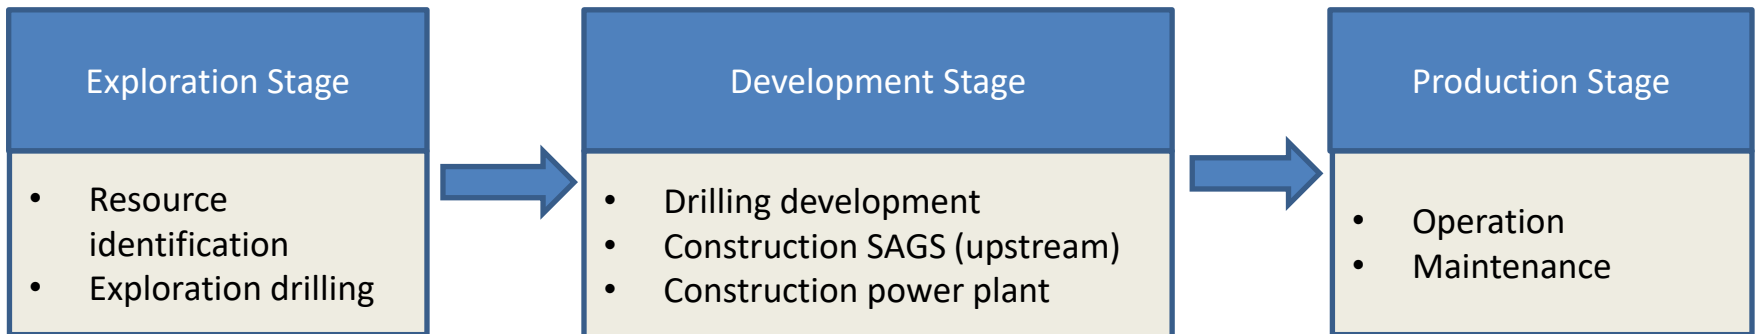 Exploration Stage
• Resource
identification
• Exploration drilling
Development Stage
• Drilling development
• Construction SAGS (upstream)
• Construction power plant
Production Stage
• Operation
• Maintenance